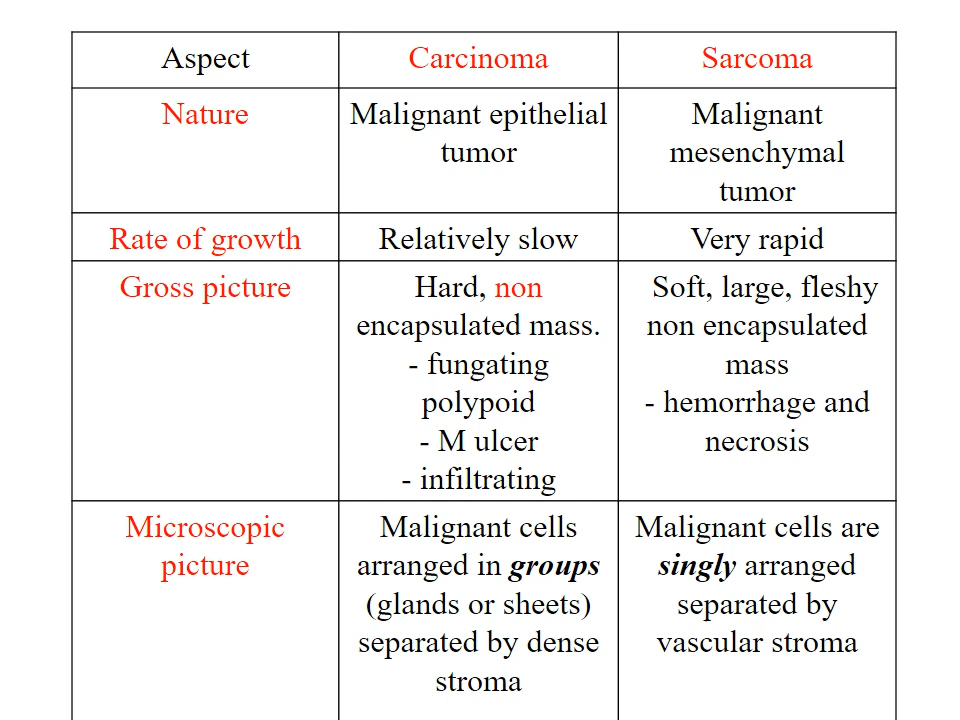 Aspect
Carcinoma
Sarcoma
Nature
Malignant epithelial
tumor
Malignant
mesenchymal
tumor
Rate of growth
Relatively slow
Very rapid
Gross picture
Hard, non
encapsulated mass.
- fungating
polypoid
- M ulcer
- infiltrating
Soft, large, fleshy
non encapsulated
mass
- hemorrhage and
necrosis
Microscopic
picture
Malignant cells
arranged in groups
(glands or sheets)
separated by dense
stroma
Malignant cells are
singly arranged
separated by
vascular stroma